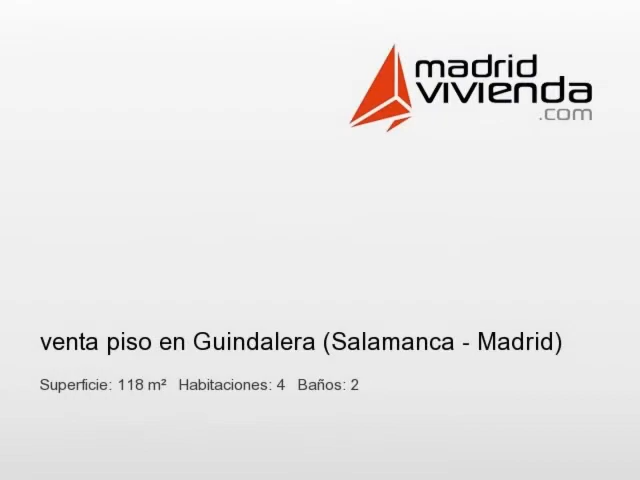 madrid
vivienda
.com
venta piso en Guindalera (Salamanca - Madrid)
Superficie: 118 m² Habitaciones: 4 Baños: 2